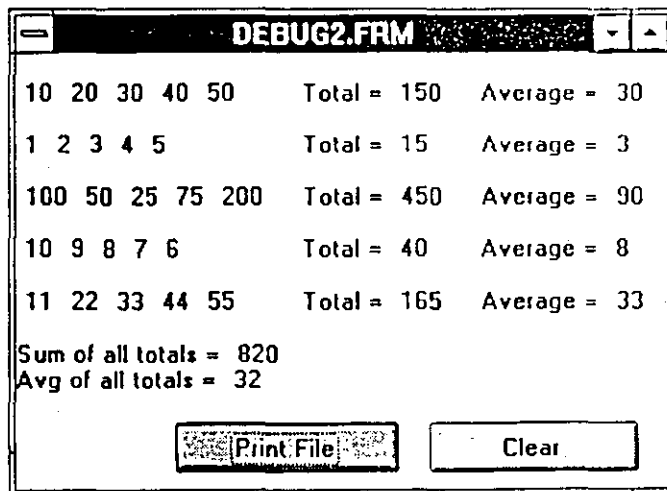 DEBUG2.FRM
10 20 30 40 50 Total = 150 Average = 30
1 2 3 4 5 Total = 15 Average = 3
100 50 25 75 200 Total = 450 Average = 90
10 9 8 7 6 Total = 40 Average = 8
11 22 33 44 55 Total = 165 Average = 33
Sum of all totals = 820
Avg of all totals = 32
Print File Clear